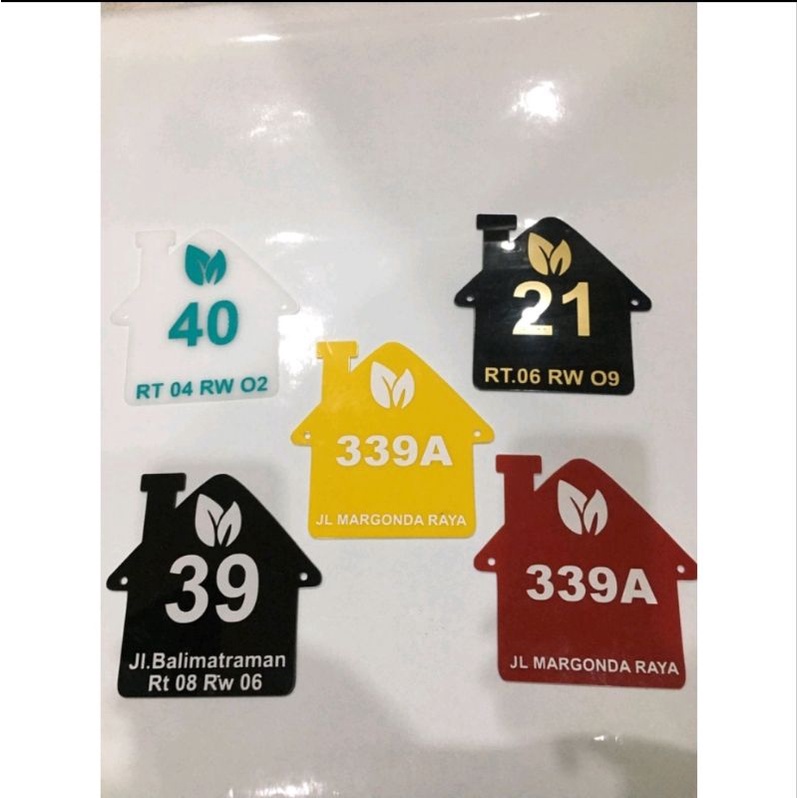 40
RT 04 RW O2
21
RT.06 RW O9
339A
JL MARGONDA RAYA
39
Jl.Balimatraman
Rt 08 Rw 06
339A
JL MARGONDA RAYA